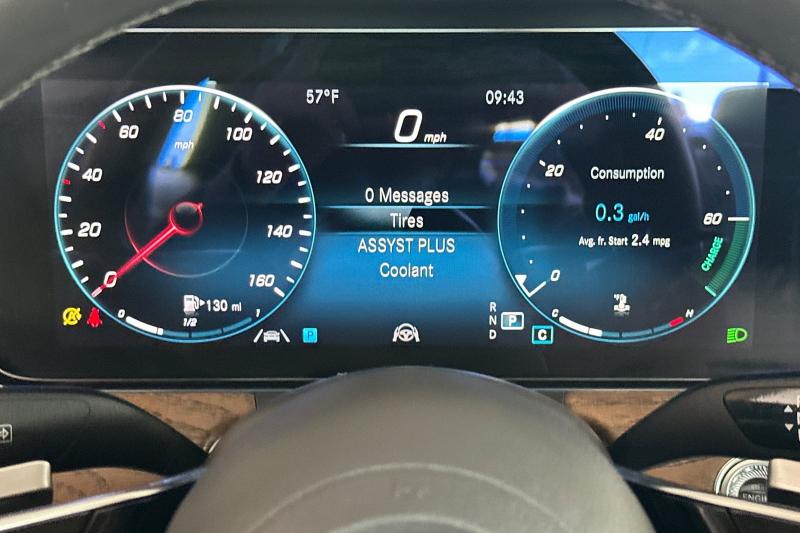 57°F
09:43
0 mph
0 20 40 60 80 100 120 140 160
mph
0 Messages
Tires
ASSYST PLUS
Coolant
130 mi
0 1/2 1
20 40 60
Consumption
0.3 gal/h
Avg. fr. Start 2.4 mpg
0
CHARGE
C H
A
P
R
N
D
P
C